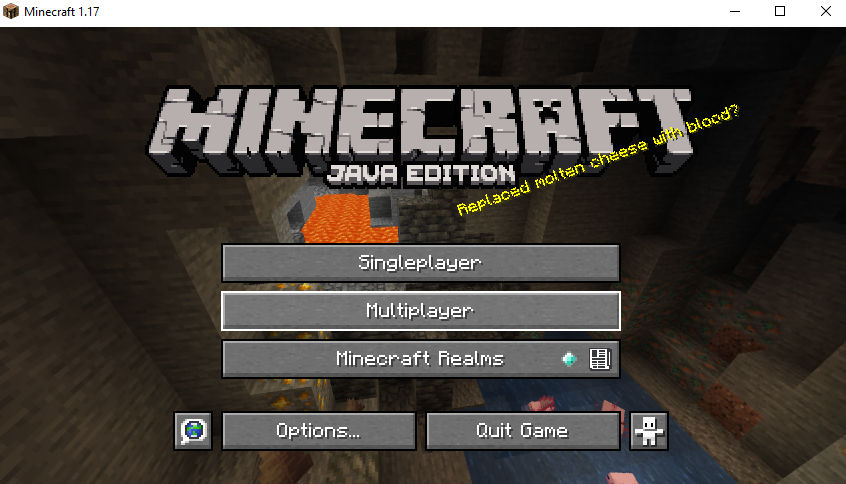 Minecraft 1.17
MINECRAFT
JAVA EDITION
Replaced molten cheese with blood?
Singleplayer
Multiplayer
Minecraft Realms
Options...
Quit Game